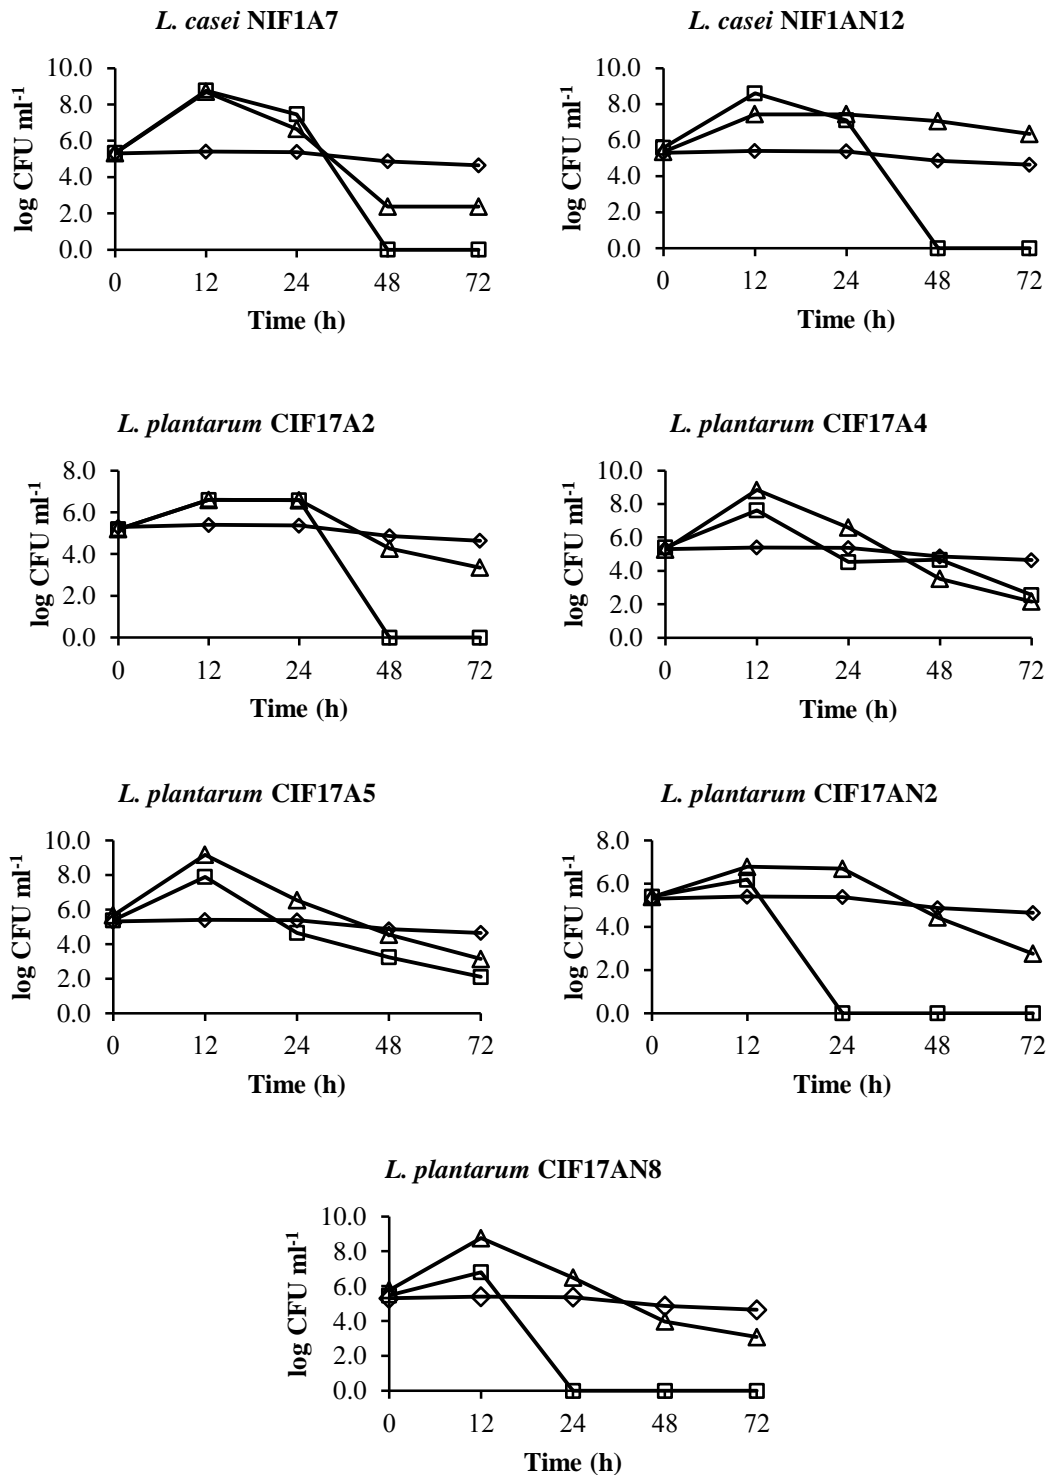 L. casei NIF1A7
10.0
8.0
6.0
4.0
2.0
0.0
log CFU ml-1
0 12 24 48 72
Time (h)
L. casei NIF1AN12
10.0
8.0
6.0
4.0
2.0
0.0
log CFU ml-1
0 12 24 48 72
Time (h)
L. plantarum CIF17A2
8.0
6.0
4.0
2.0
0.0
log CFU ml-1
0 12 24 48 72
Time (h)
L. plantarum CIF17A4
10.0
8.0
6.0
4.0
2.0
0.0
log CFU ml-1
0 12 24 48 72
Time (h)
L. plantarum CIF17A5
10.0
8.0
6.0
4.0
2.0
0.0
log CFU ml-1
0 12 24 48 72
Time (h)
L. plantarum CIF17AN2
8.0
6.0
4.0
2.0
0.0
log CFU ml-1
0 12 24 48 72
Time (h)
L. plantarum CIF17AN8
10.0
8.0
6.0
4.0
2.0
0.0
log CFU ml-1
0 12 24 48 72
Time (h)